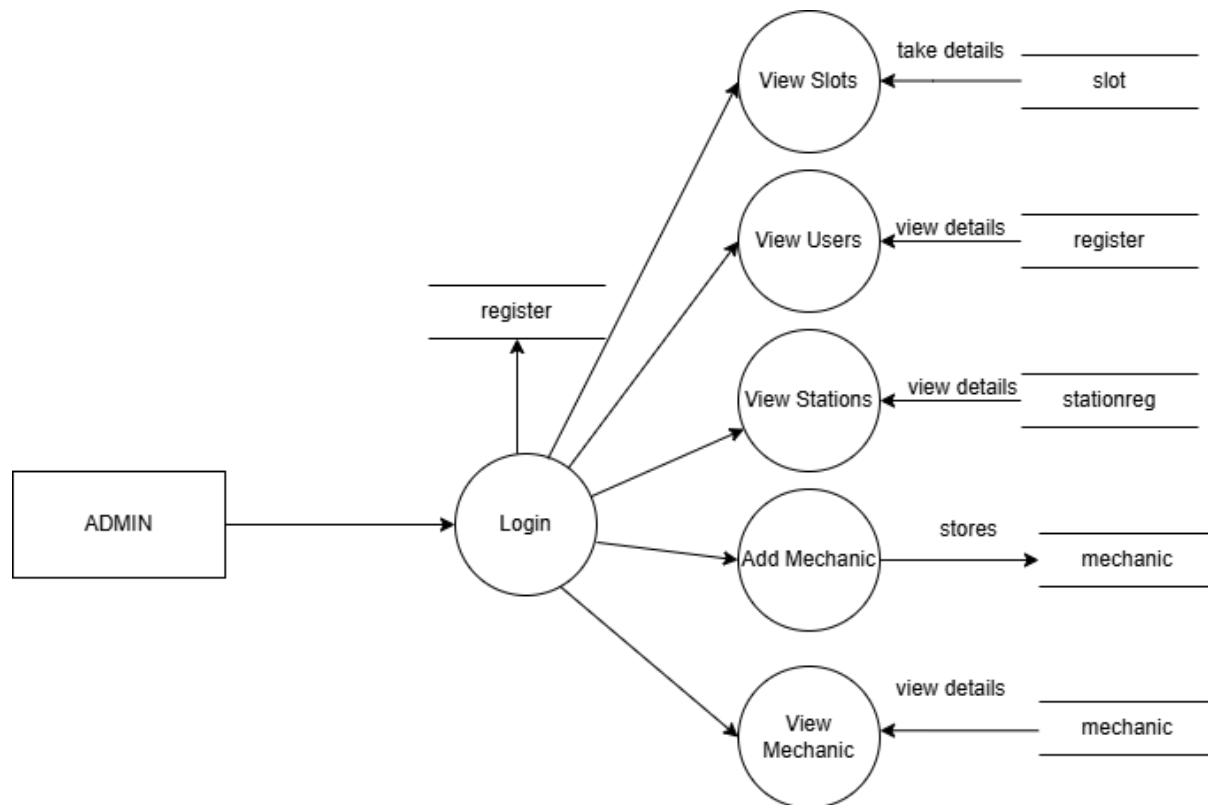 take details
View Slots
slot
view details
View Users
register
register
view details
View Stations
stationreg
ADMIN
Login
stores
Add Mechanic
mechanic
view details
View
Mechanic
mechanic